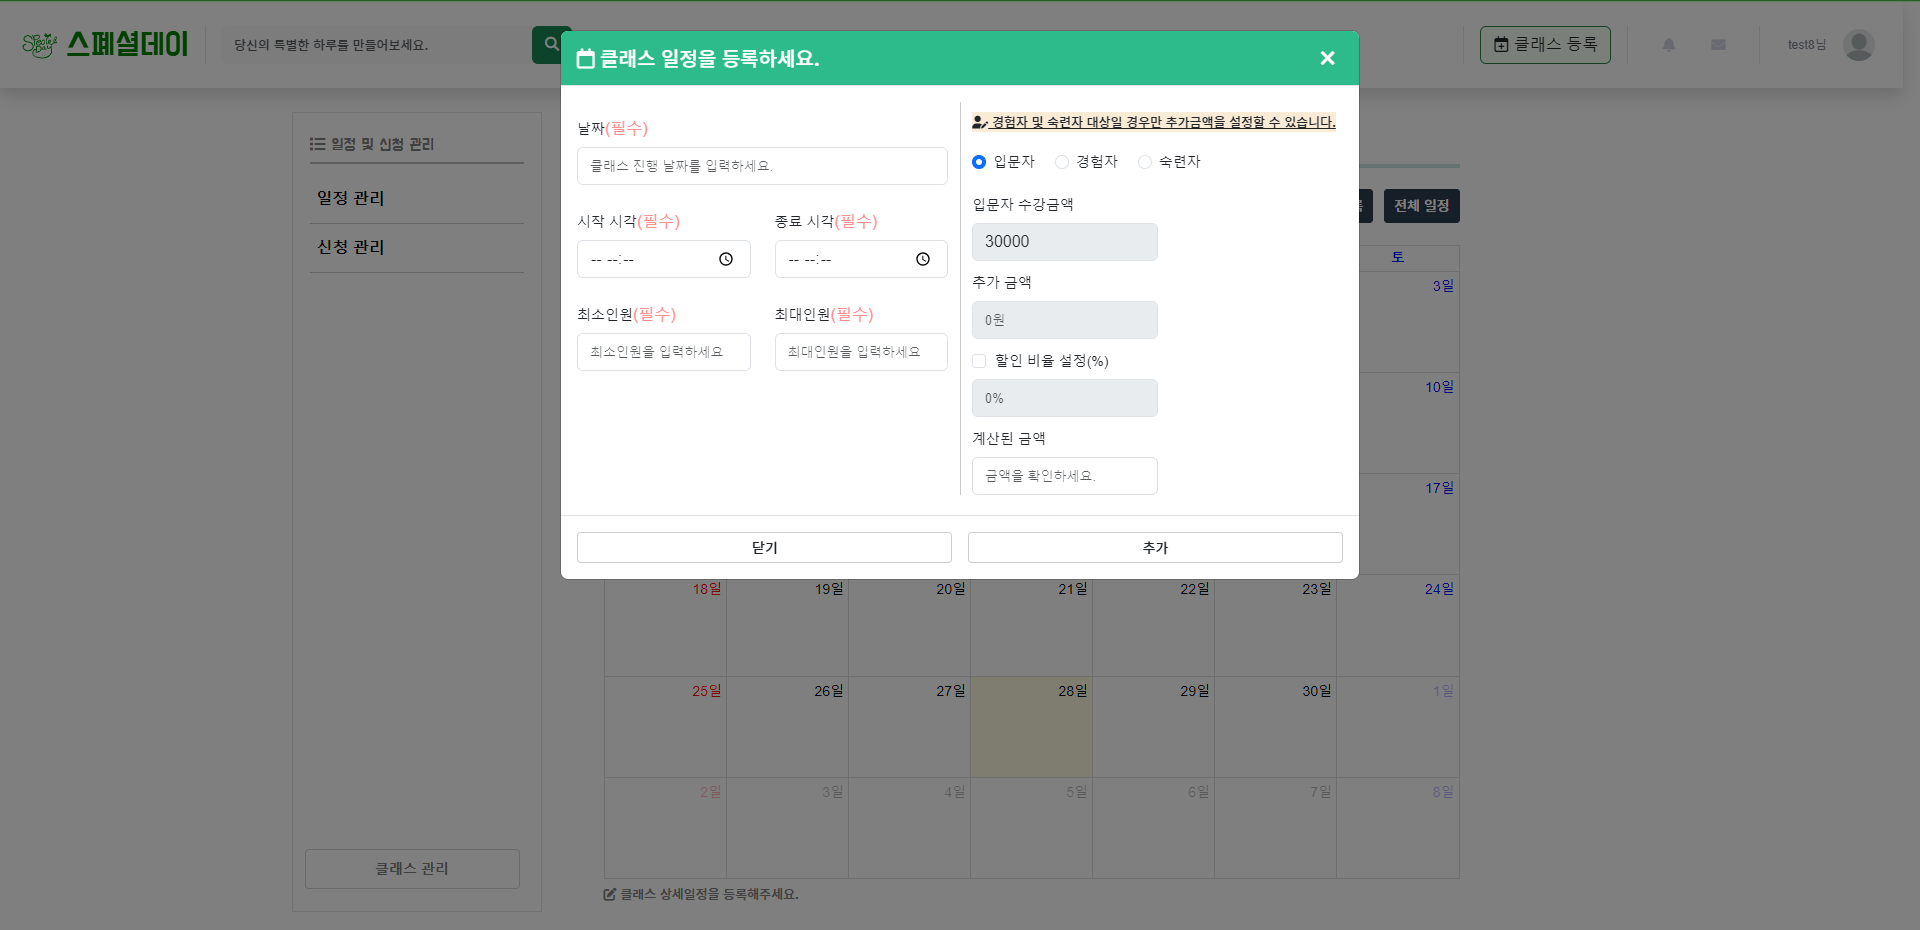 Special Day 스페셜데이
당신의 특별한 하루를 만들어보세요.
클래스 등록
test8님
클래스 일정을 등록하세요.
일정 및 신청 관리
일정 관리
신청 관리
클래스 관리
날짜(필수)
클래스 진행 날짜를 입력하세요.
시작 시각(필수)
종료 시각(필수)
-- --:--
-- --:--
최소인원(필수)
최대인원(필수)
최소인원을 입력하세요
최대인원을 입력하세요
경험자 및 숙련자 대상일 경우만 추가금액을 설정할 수 있습니다.
입문자 경험자 숙련자
입문자 수강금액
30000
추가 금액
0원
할인 비율 설정(%)
0%
계산된 금액
금액을 확인하세요.
닫기
추가
전체 일정
토
3일
10일
17일
18일 19일 20일 21일 22일 23일 24일
25일 26일 27일 28일 29일 30일 1일
2일 3일 4일 5일 6일 7일 8일
클래스 상세일정을 등록해주세요.